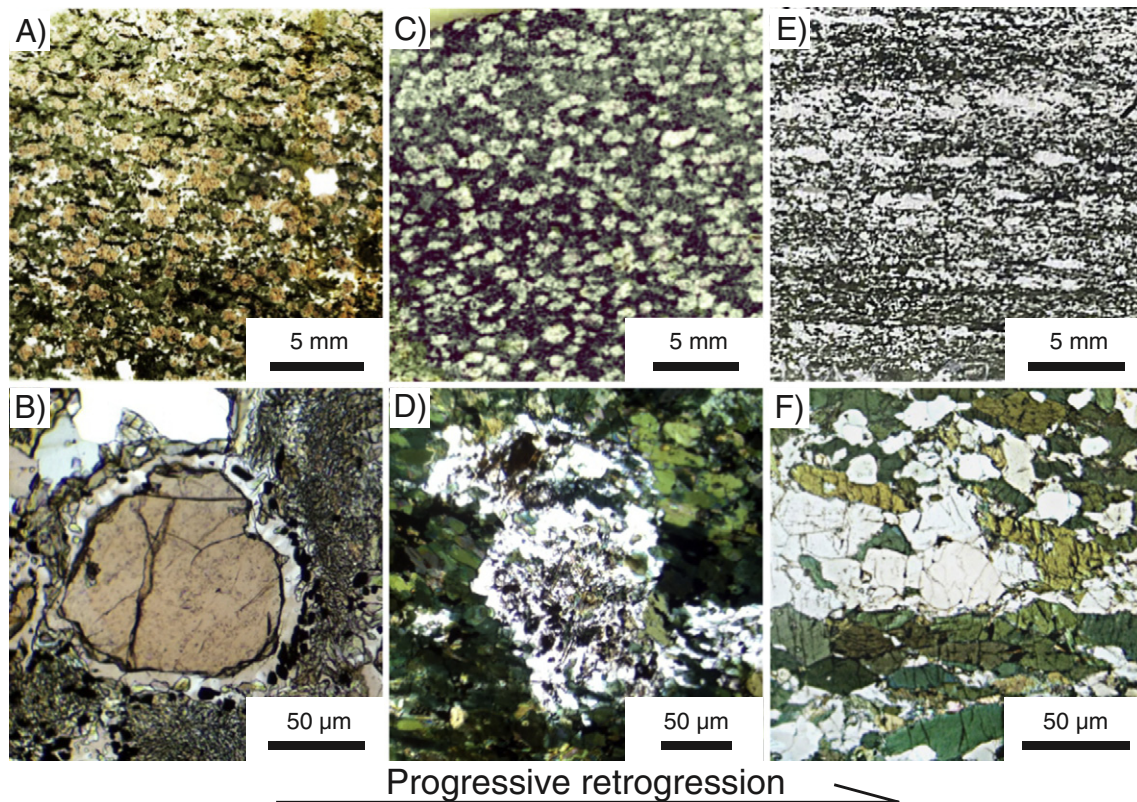 A)
C)
E)
5 mm
5 mm
5 mm
B)
D)
F)
50 µm
50 µm
50 µm
Progressive retrogression